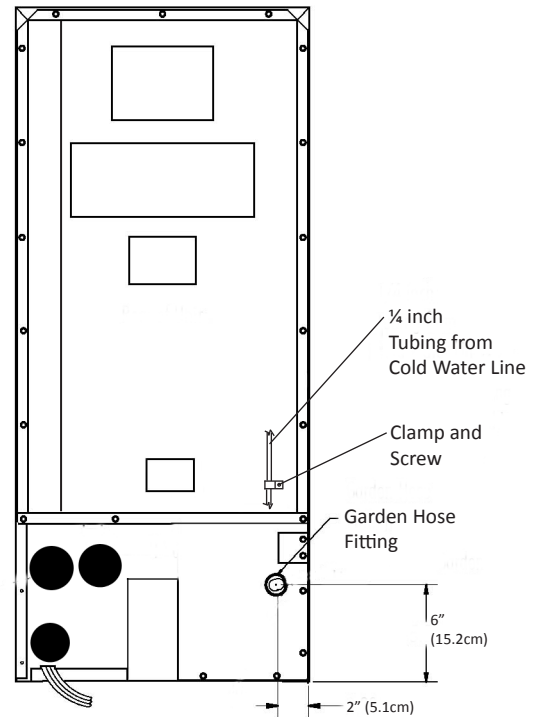 ¼ inch
Tubing from
Cold Water Line
Clamp and
Screw
Garden Hose
Fitting
6”
(15.2cm)
2” (5.1cm)